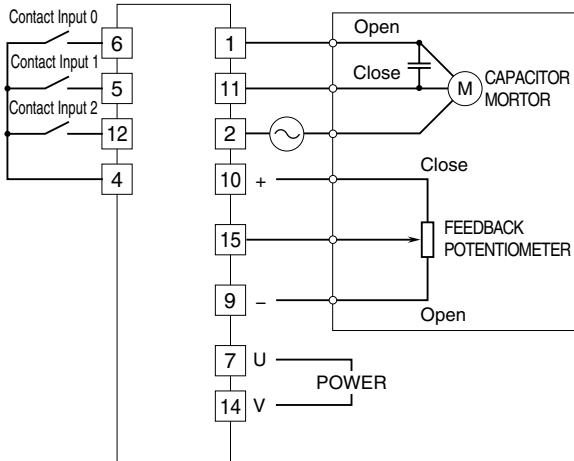 Contact Input 0
6
Contact Input 1
5
Contact Input 2
12
4
1
Open
11
Close
M
CAPACITOR
MORTOR
2
10 +
Close
15
FEEDBACK
POTENTIOMETER
9 –
Open
7 U
POWER
14 V